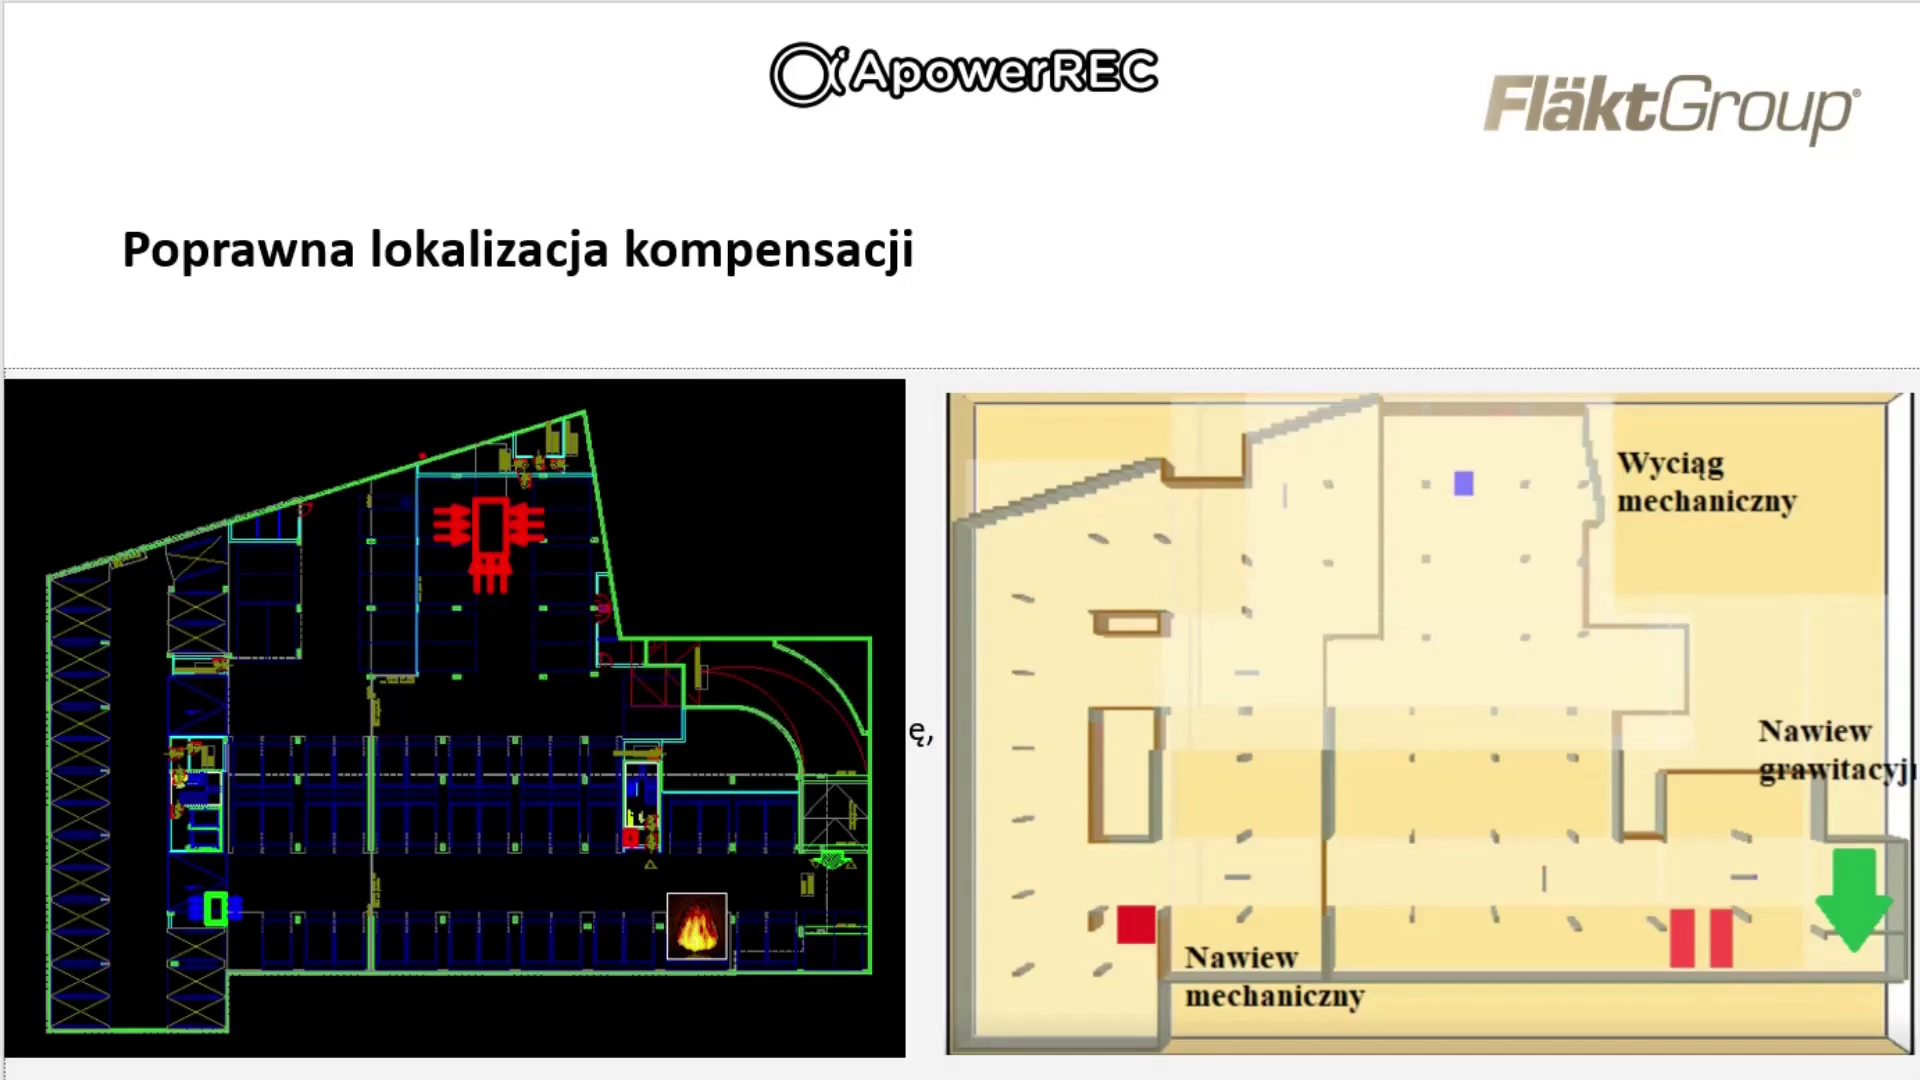 ApowerREC
FläktGroup®
Poprawna lokalizacja kompensacji
ę,
Wyciąg
mechaniczny
Nawiew
grawitacyj
Nawiew
mechaniczny